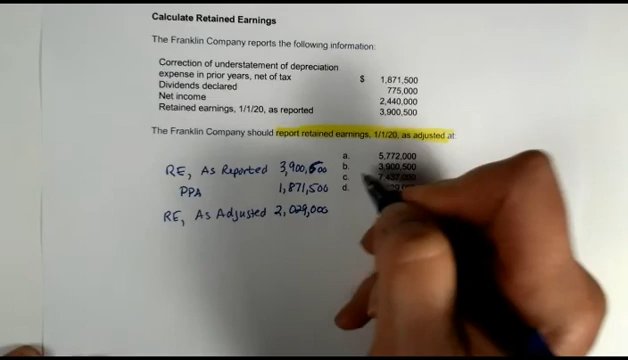 Calculate Retained Earnings
The Franklin Company reports the following information:
Correction of understatement of depreciation
expense in prior years, net of tax $ 1,871,500
Dividends declared 775,000
Net income 2,440,000
Retained earnings, 1/1/20, as reported 3,900,500
The Franklin Company should report retained earnings, 1/1/20, as adjusted at:
a. 5,772,000
b. 3,900,500
c. 7,437,000
d.
RE, As Reported 3,900,500
PPA 1,871,500
RE, As Adjusted 2,029,000